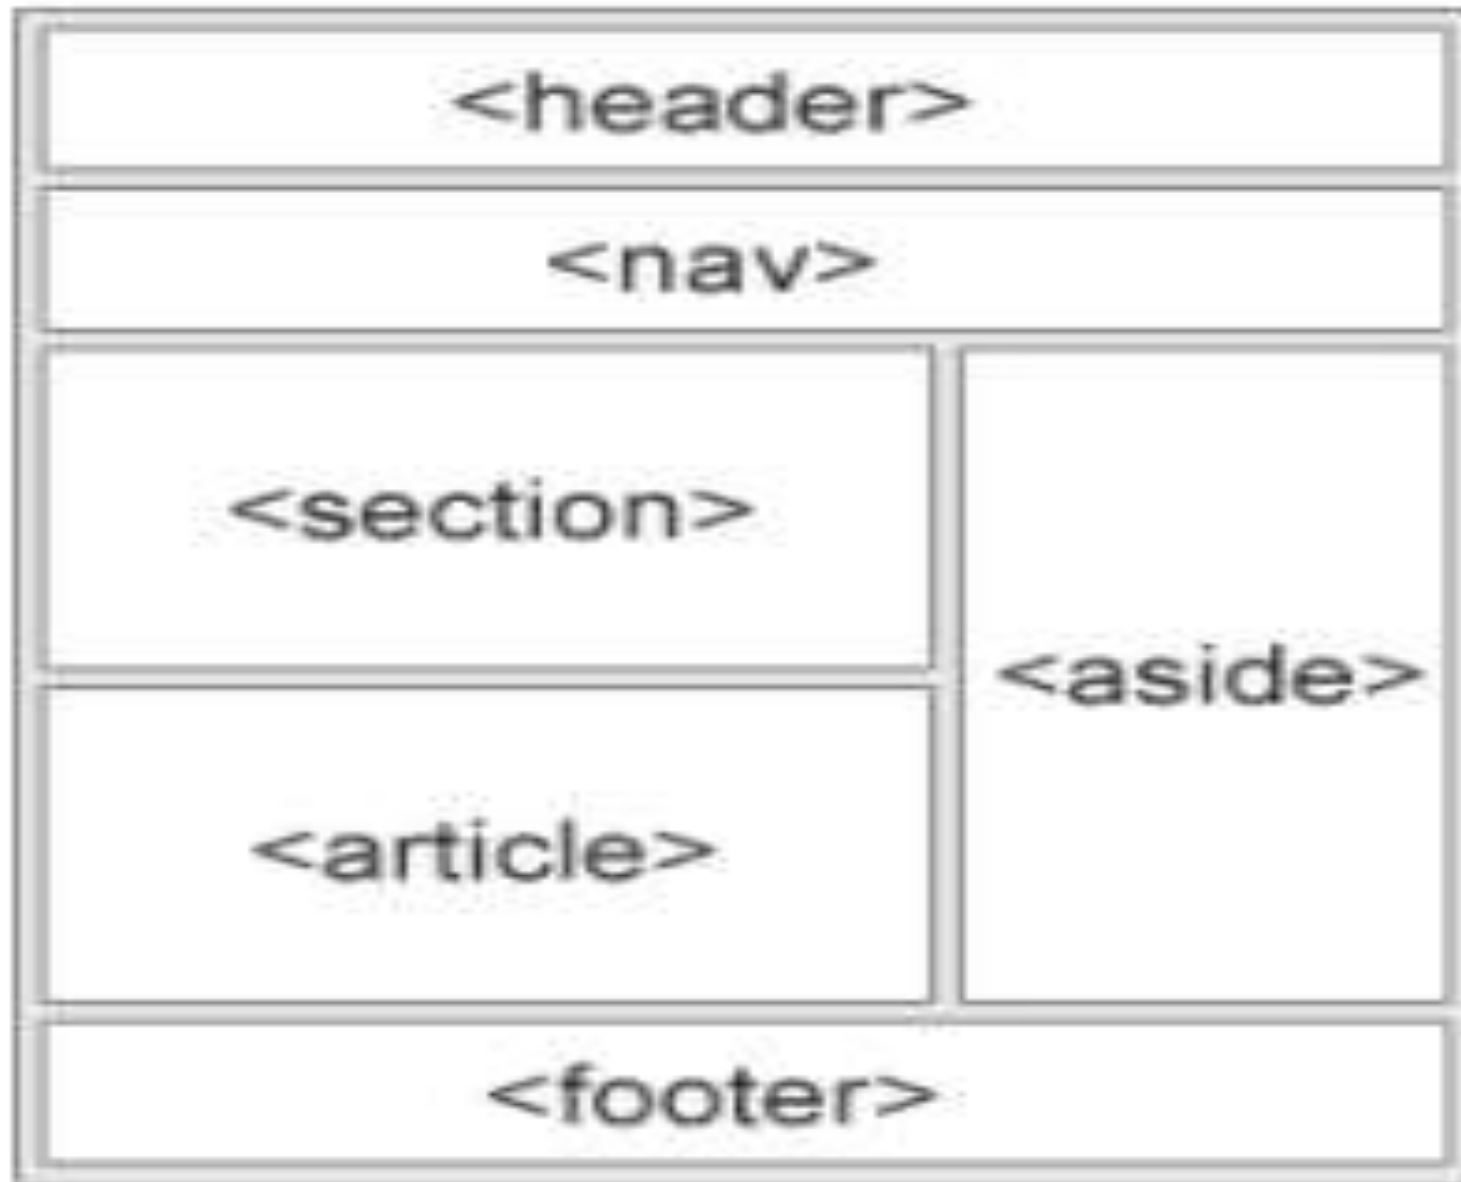 <header>
<nav>
<section>
<aside>
<article>
<footer>